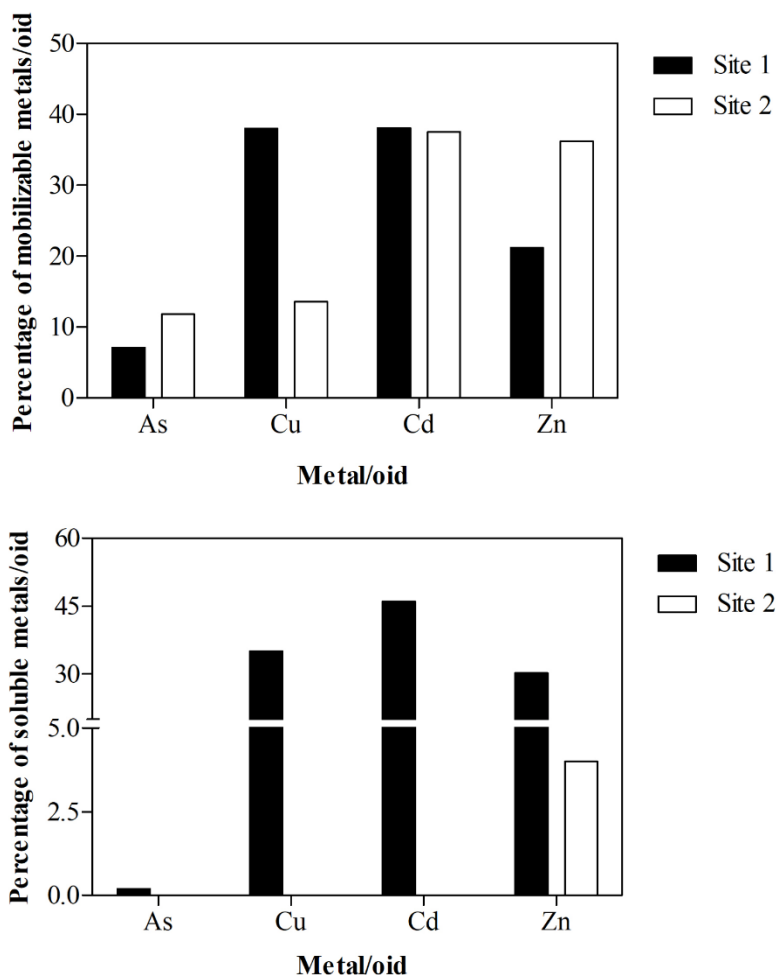 Percentage of mobilizable metals/oid
50
40
30
20
10
0
As Cu Cd Zn
Metal/oid
Site 1
Site 2
Percentage of soluble metals/oid
60
45
30
5.0
2.5
0.0
As Cu Cd Zn
Metal/oid
Site 1
Site 2